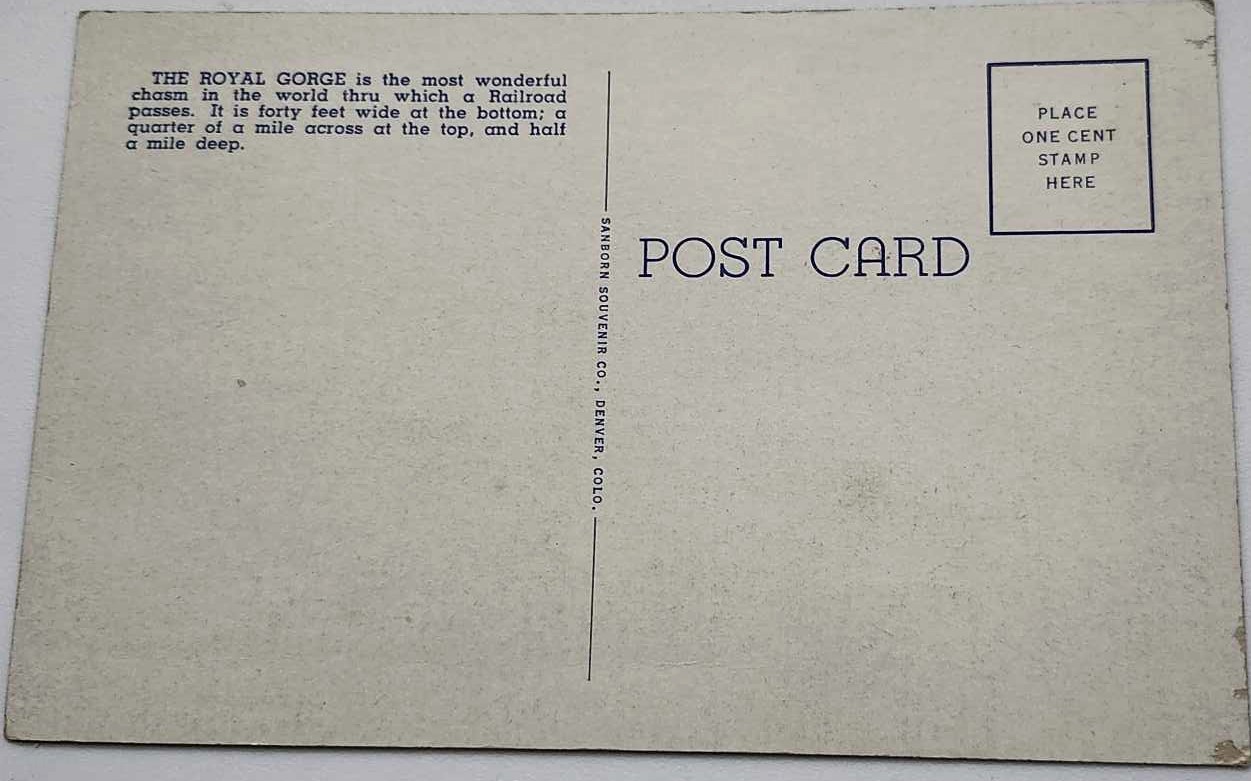 THE ROYAL GORGE is the most wonderful
chasm in the world thru which a Railroad
passes. It is forty feet wide at the bottom; a
quarter of a mile across at the top, and half
a mile deep.
SANBORN SOUVENIR CO., DENVER, COLO.
POST CARD
PLACE
ONE CENT
STAMP
HERE